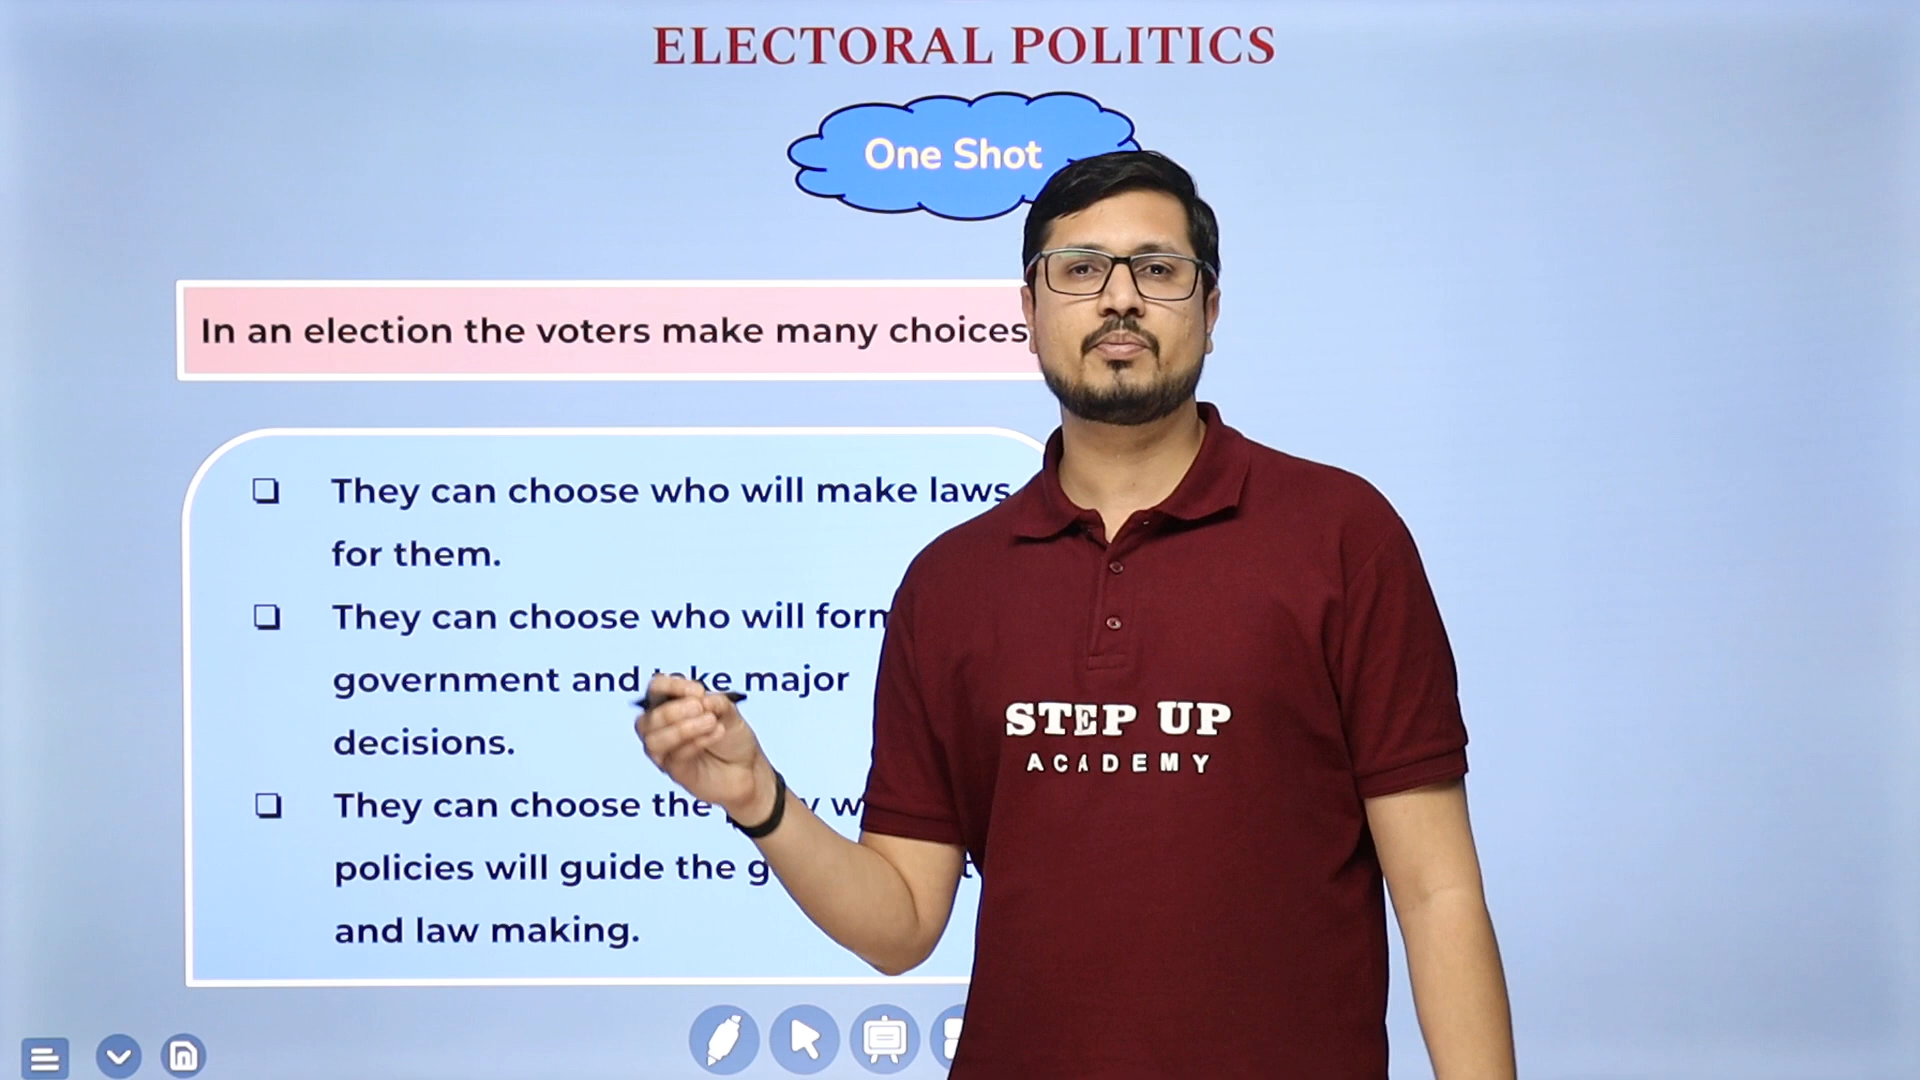 ELECTORAL POLITICS
One Shot
In an election the voters make many choices
They can choose who will make laws
for them.
They can choose who will form
government and take major
decisions.
They can choose the
policies will guide the
and law making.
STEP UP
ACADEMY